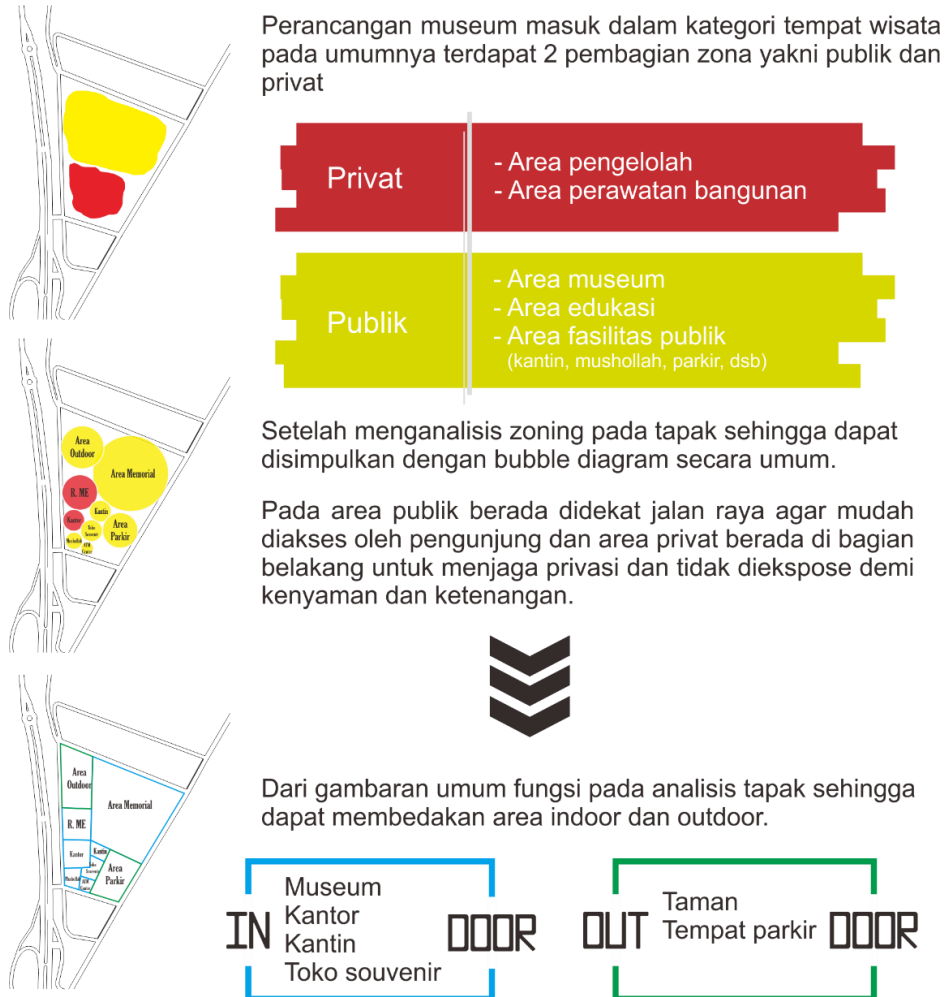 Perancangan museum masuk dalam kategori tempat wisata
pada umumnya terdapat 2 pembagian zona yakni publik dan
privat
Privat
- Area pengelolah
- Area perawatan bangunan
Publik
- Area museum
- Area edukasi
- Area fasilitas publik
(kantin, mushollah, parkir, dsb)
Area
Outdoor
Area Memorial
R. ME
Kantin
Kantor
Area
Parkir
Setelah menganalisis zoning pada tapak sehingga dapat
disimpulkan dengan bubble diagram secara umum.
Pada area publik berada didekat jalan raya agar mudah
diakses oleh pengunjung dan area privat berada di bagian
belakang untuk menjaga privasi dan tidak diekspose demi
kenyaman dan ketenangan.
Area
Outdoor
Area Memorial
R. ME
Kantor
Kantin
Area
Parkir
Dari gambaran umum fungsi pada analisis tapak sehingga
dapat membedakan area indoor dan outdoor.
IN DOOR
Museum
Kantor
Kantin
Toko souvenir
OUT DOOR
Taman
Tempat parkir